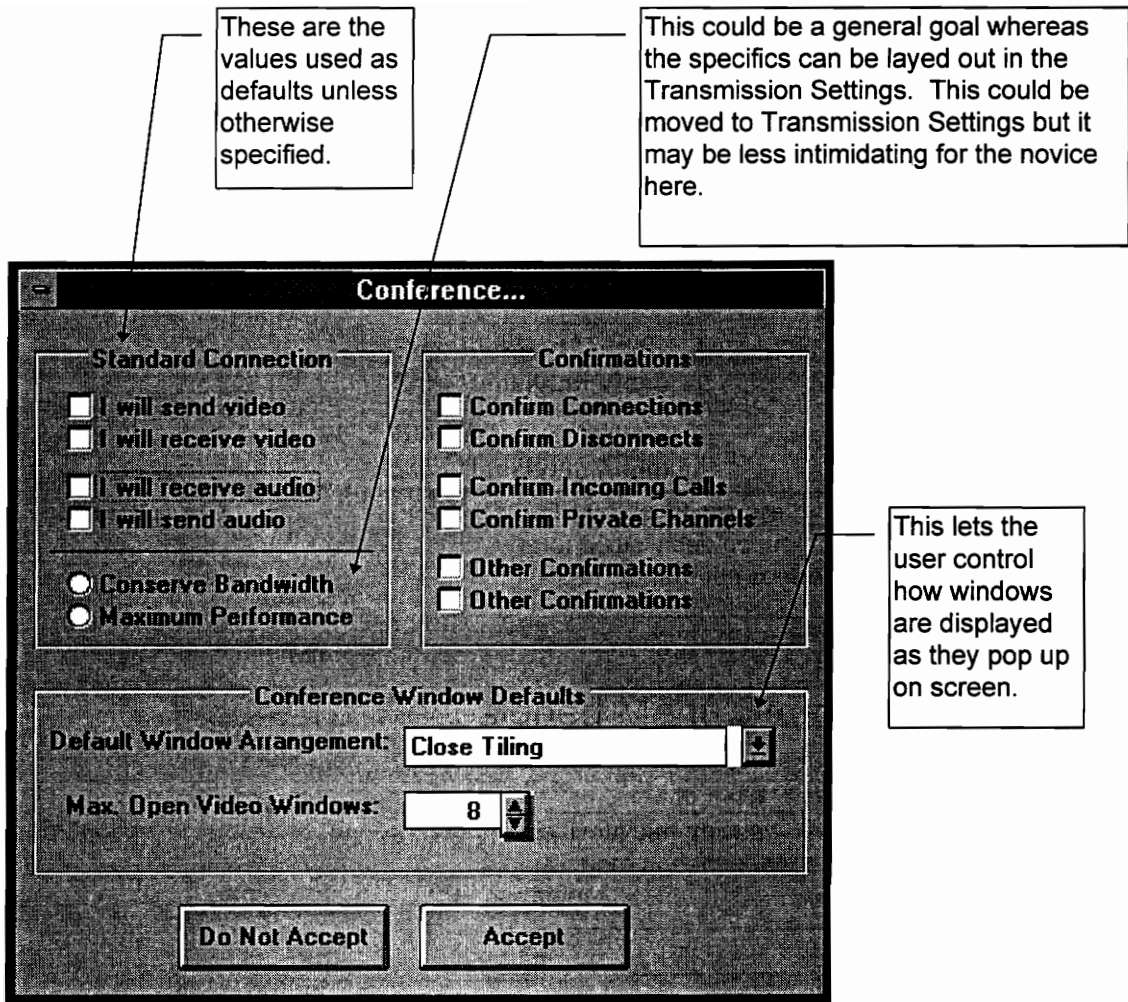 These are the
values used as
defaults unless
otherwise
specified.
This could be a general goal whereas
the specifics can be layed out in the
Transmission Settings. This could be
moved to Transmission Settings but it
may be less intimidating for the novice
here.
Conference...
Standard Connection
I will send video
I will receive video
I will receive audio
I will send audio
Conserve Bandwidth
Maximum Performance
Confirmations
Confirm Connections
Confirm Disconnects
Confirm Incoming Calls
Confirm Private Channels
Other Confirmations
Other Confirmations
This lets the
user control
how windows
are displayed
as they pop up
on screen.
Conference Window Defaults
Default Window Arrangement: Close Tiling
Max. Open Video Windows: 8
Do Not Accept
Accept